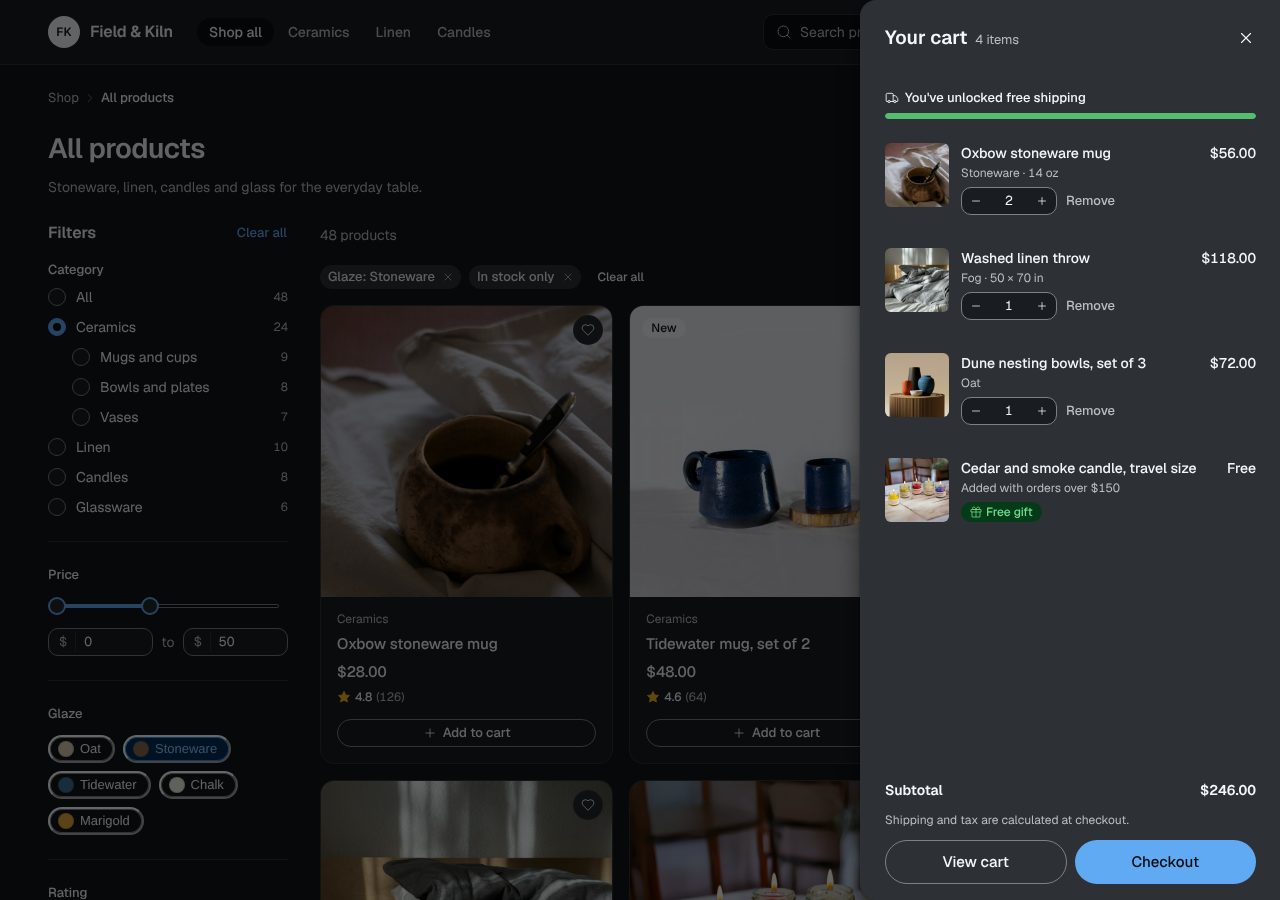 FK Field & Kiln Shop all Ceramics Linen Candles Search pr
Shop All products
All products
Stoneware, linen, candles and glass for the everyday table.
Filters Clear all
Category
All 48
Ceramics 24
Mugs and cups 9
Bowls and plates 8
Vases 7
Linen 10
Candles 8
Glassware 6
Price
$ 0 to $ 50
Glaze
Oat Stoneware
Tidewater Chalk
Marigold
Rating
48 products
Glaze: Stoneware In stock only Clear all
Ceramics
Oxbow stoneware mug
$28.00
4.8 (126)
Add to cart
New
Ceramics
Tidewater mug, set of 2
$48.00
4.6 (64)
Add to cart
Your cart 4 items
You've unlocked free shipping
Oxbow stoneware mug $56.00
Stoneware · 14 oz
2 Remove
Washed linen throw $118.00
Fog · 50 × 70 in
1 Remove
Dune nesting bowls, set of 3 $72.00
Oat
1 Remove
Cedar and smoke candle, travel size Free
Added with orders over $150
Free gift
Subtotal $246.00
Shipping and tax are calculated at checkout.
View cart Checkout